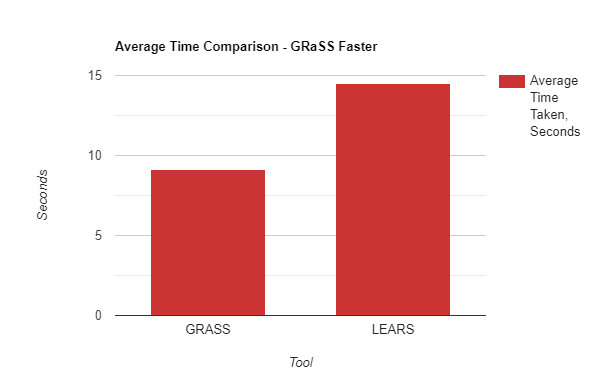 Average Time Comparison - GRaSS Faster
15
10
5
0
Seconds
GRASS
LEARS
Tool
Average
Time
Taken,
Seconds